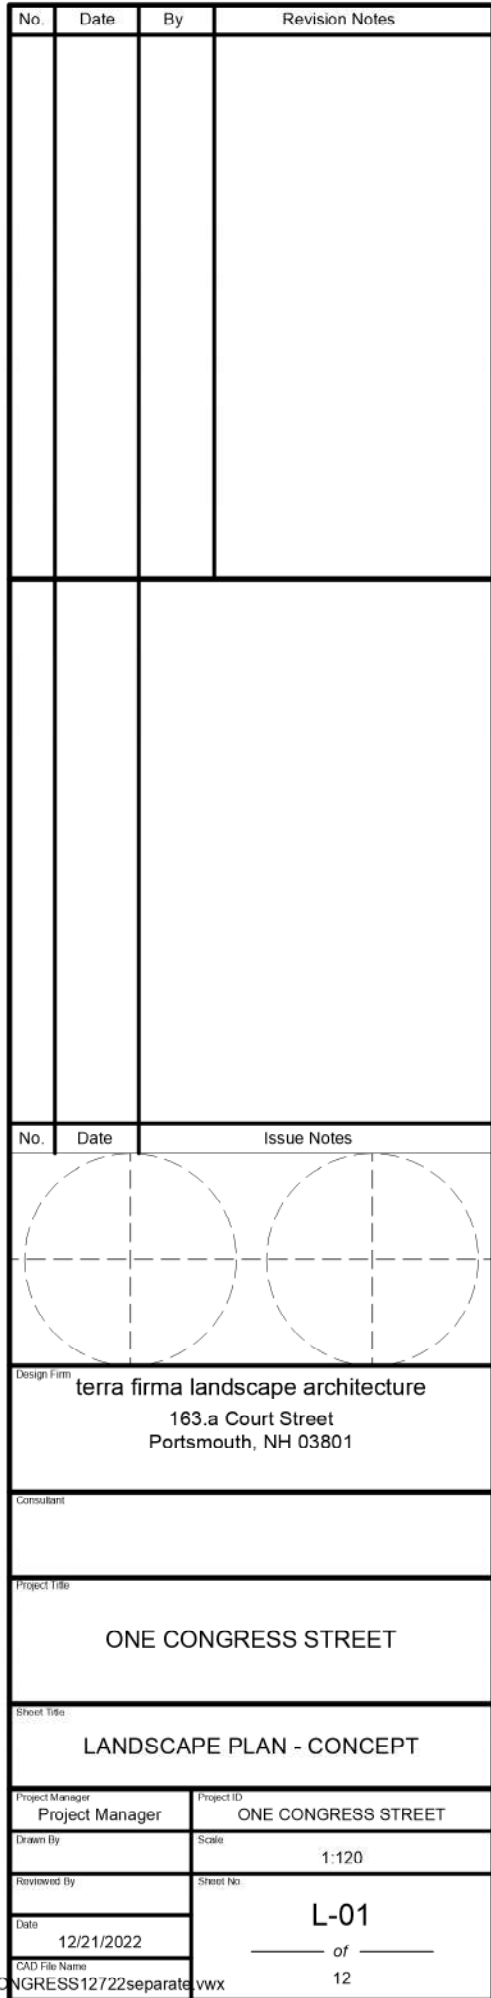 No. Date By Revision Notes
No. Date Issue Notes
Design Firm
terra firma landscape architecture
163.a Court Street
Portsmouth, NH 03801
Consultant
Project Title
ONE CONGRESS STREET
Sheet Title
LANDSCAPE PLAN - CONCEPT
Project Manager
Project Manager
Project ID
ONE CONGRESS STREET
Drawn By
Scale
1:120
Reviewed By
Sheet No.
L-01
of
12
Date
12/21/2022
CAD File Name
ONGRESS12722separate.vwx